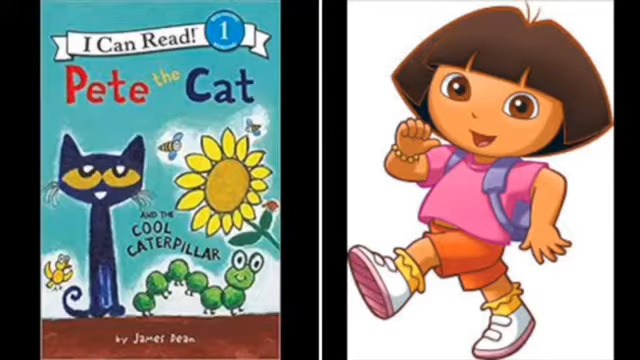 I Can Read!
1
Pete the Cat
AND THE
COOL
CATERPILLAR
by James Dean